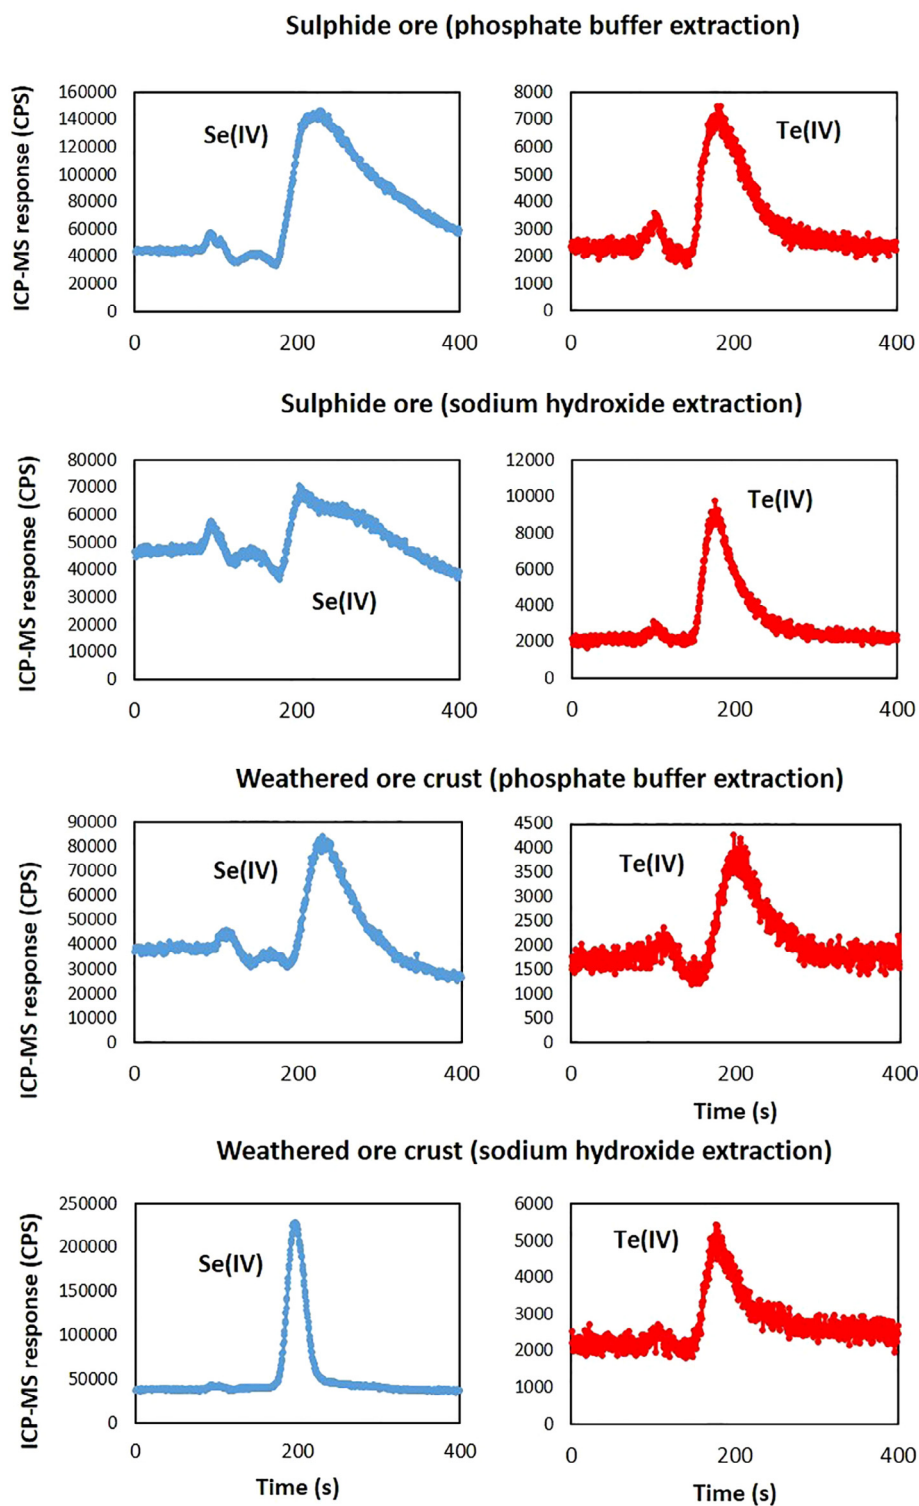 Sulphide ore (phosphate buffer extraction)
ICP-MS response (CPS)
160000
140000
120000
100000
80000
60000
40000
20000
0
Se(IV)
0 200 400
8000
7000
6000
5000
4000
3000
2000
1000
0
Te(IV)
0 200 400
Sulphide ore (sodium hydroxide extraction)
ICP-MS response (CPS)
80000
70000
60000
50000
40000
30000
20000
10000
0
Se(IV)
0 200 400
12000
10000
8000
6000
4000
2000
0
Te(IV)
0 200 400
Weathered ore crust (phosphate buffer extraction)
ICP-MS response (CPS)
90000
80000
70000
60000
50000
40000
30000
20000
10000
0
Se(IV)
0 200 400
4500
4000
3500
3000
2500
2000
1500
1000
500
0
Te(IV)
0 200 400
Time (s)
Weathered ore crust (sodium hydroxide extraction)
ICP-MS response (CPS)
250000
200000
150000
100000
50000
0
Se(IV)
0 200 400
Time (s)
6000
5000
4000
3000
2000
1000
0
Te(IV)
0 200 400
Time (s)